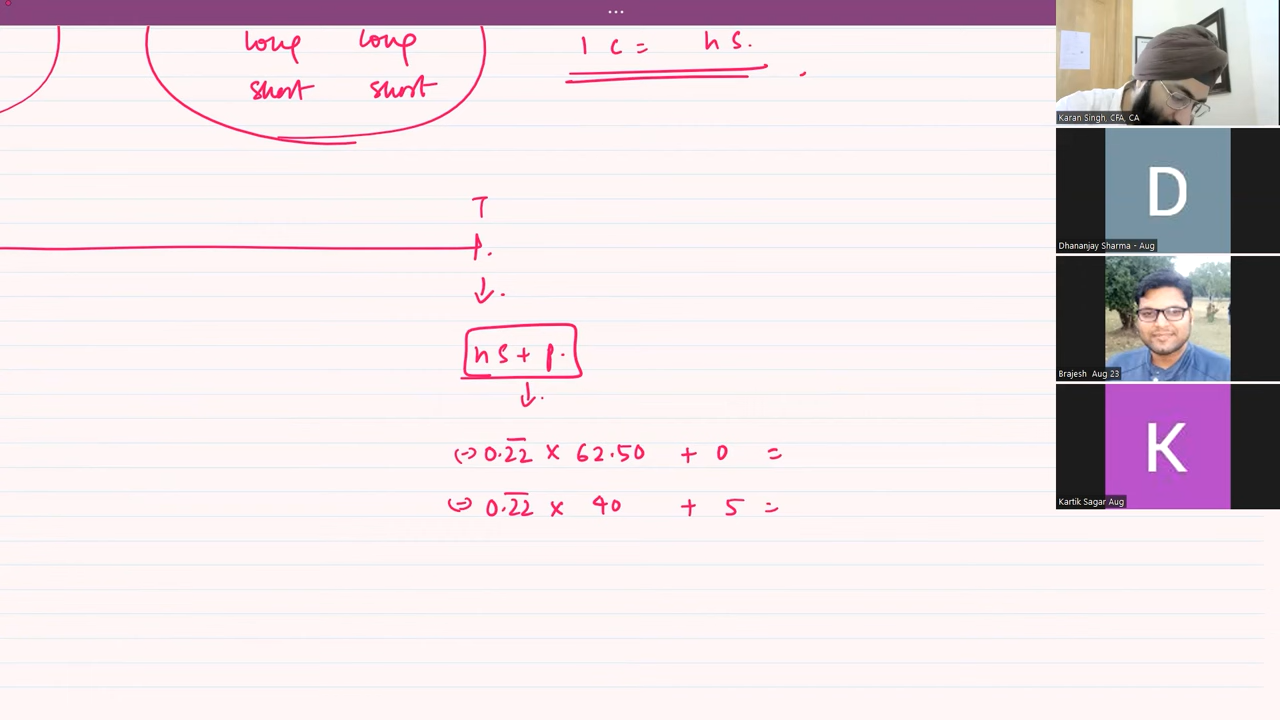 ...
long long
short short
1 C = h S.
T
hS + p.
(-) 0.22 × 62.50 + 0 =
(-) 0.22 × 40 + 5 =
Karan Singh, CFA, CA
D
Dhananjay Sharma - Aug
Brajesh Aug 23
K
Kartik Sagar Aug